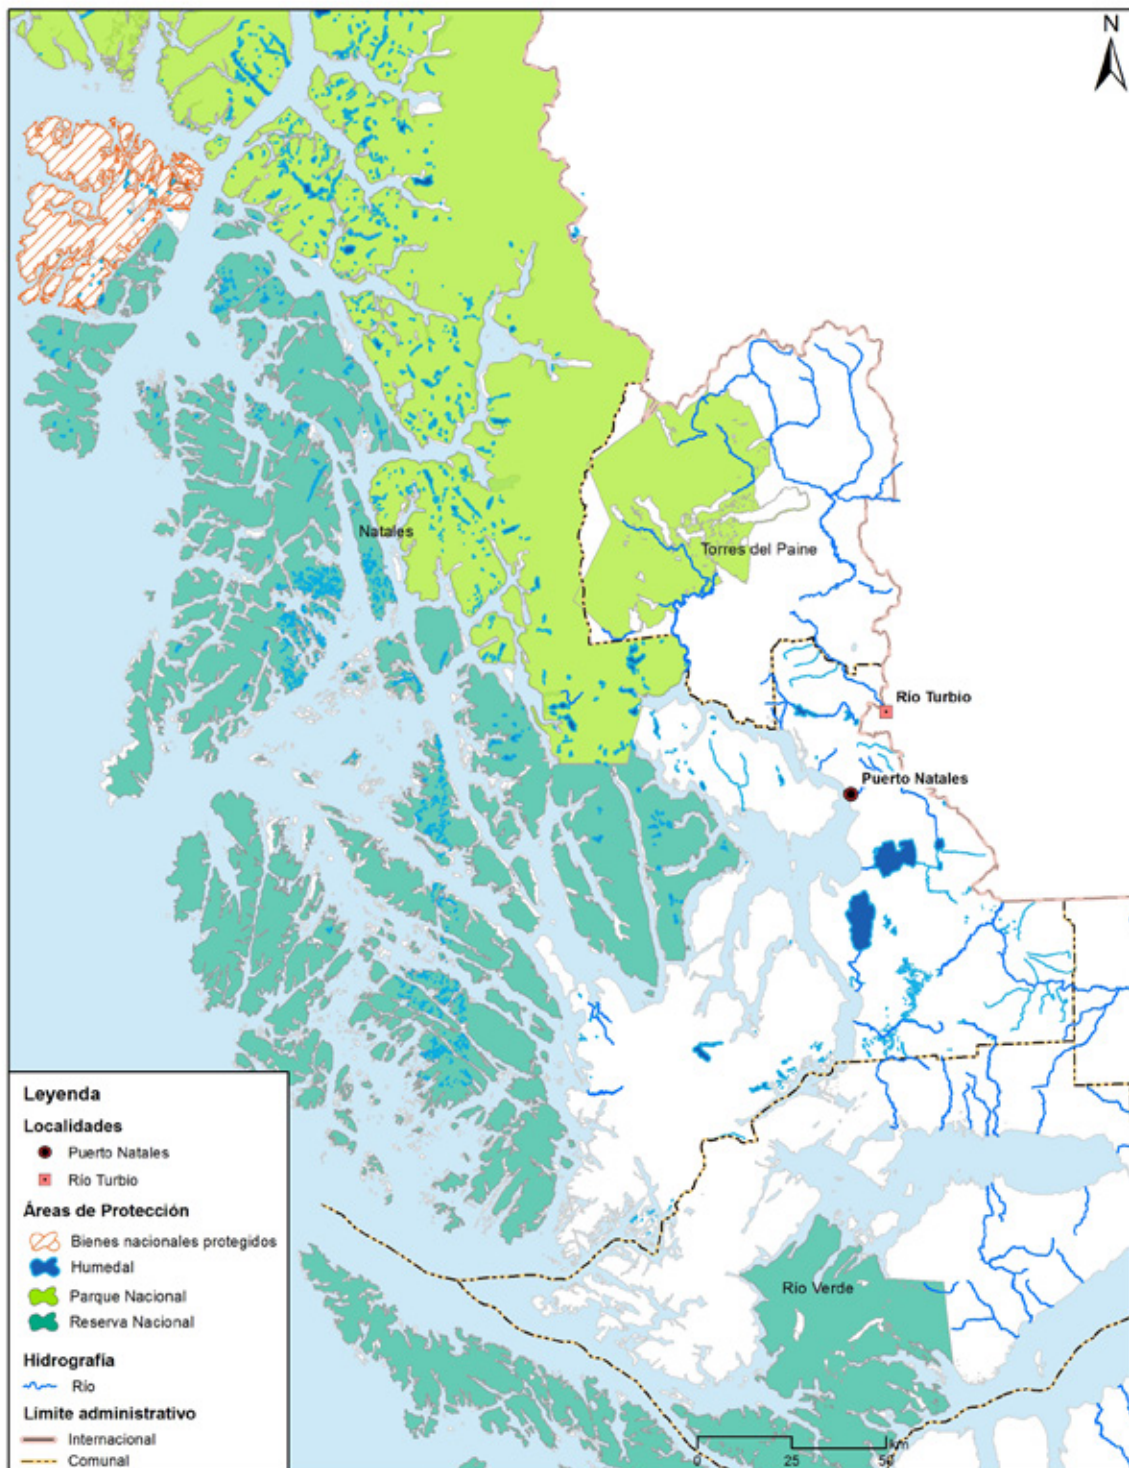 N
Natales
Torres del Paine
Río Turbio
Puerto Natales
Río Verde
Leyenda
Localidades
Puerto Natales
Río Turbio
Áreas de Protección
Bienes nacionales protegidos
Humedal
Parque Nacional
Reserva Nacional
Hidrografía
Río
Límite administrativo
Internacional
Comunal
km
0 25 50